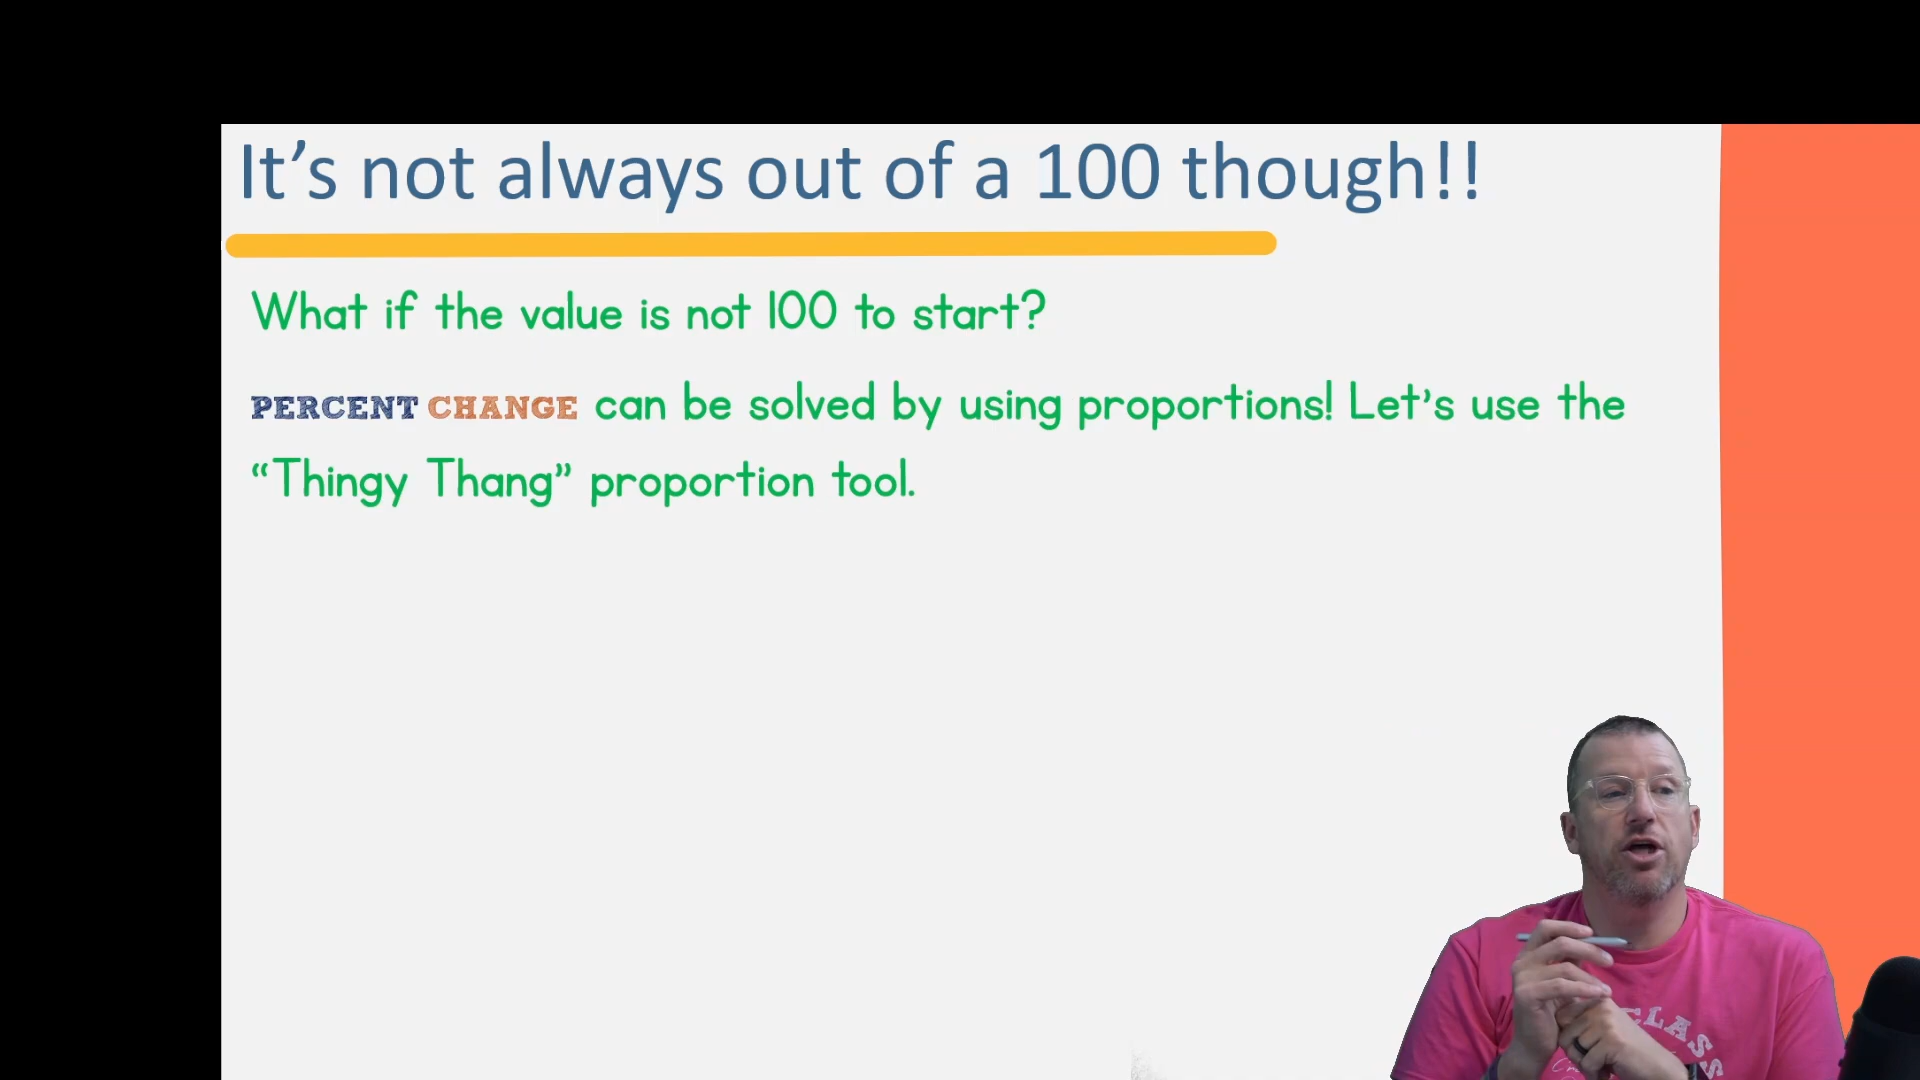 It’s not always out of a 100 though!!
What if the value is not 100 to start?
PERCENT CHANGE can be solved by using proportions! Let’s use the
“Thingy Thang” proportion tool.
CLASS